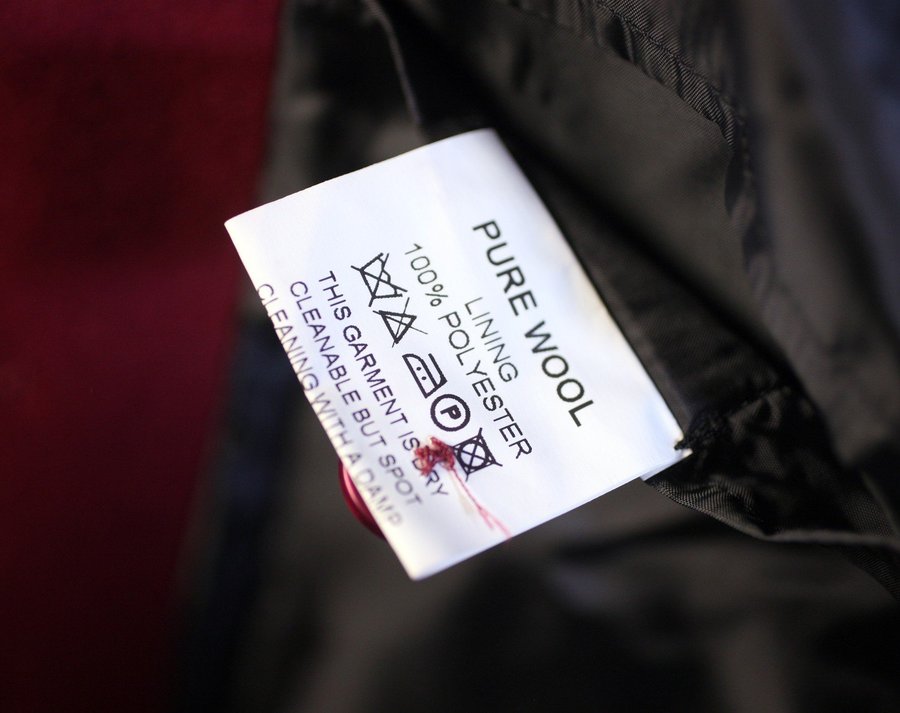 PURE WOOL
LINING
100% POLYESTER
P
THIS GARMENT IS DRY
CLEANABLE BUT SPOT
CLEANING WITH A DAMP